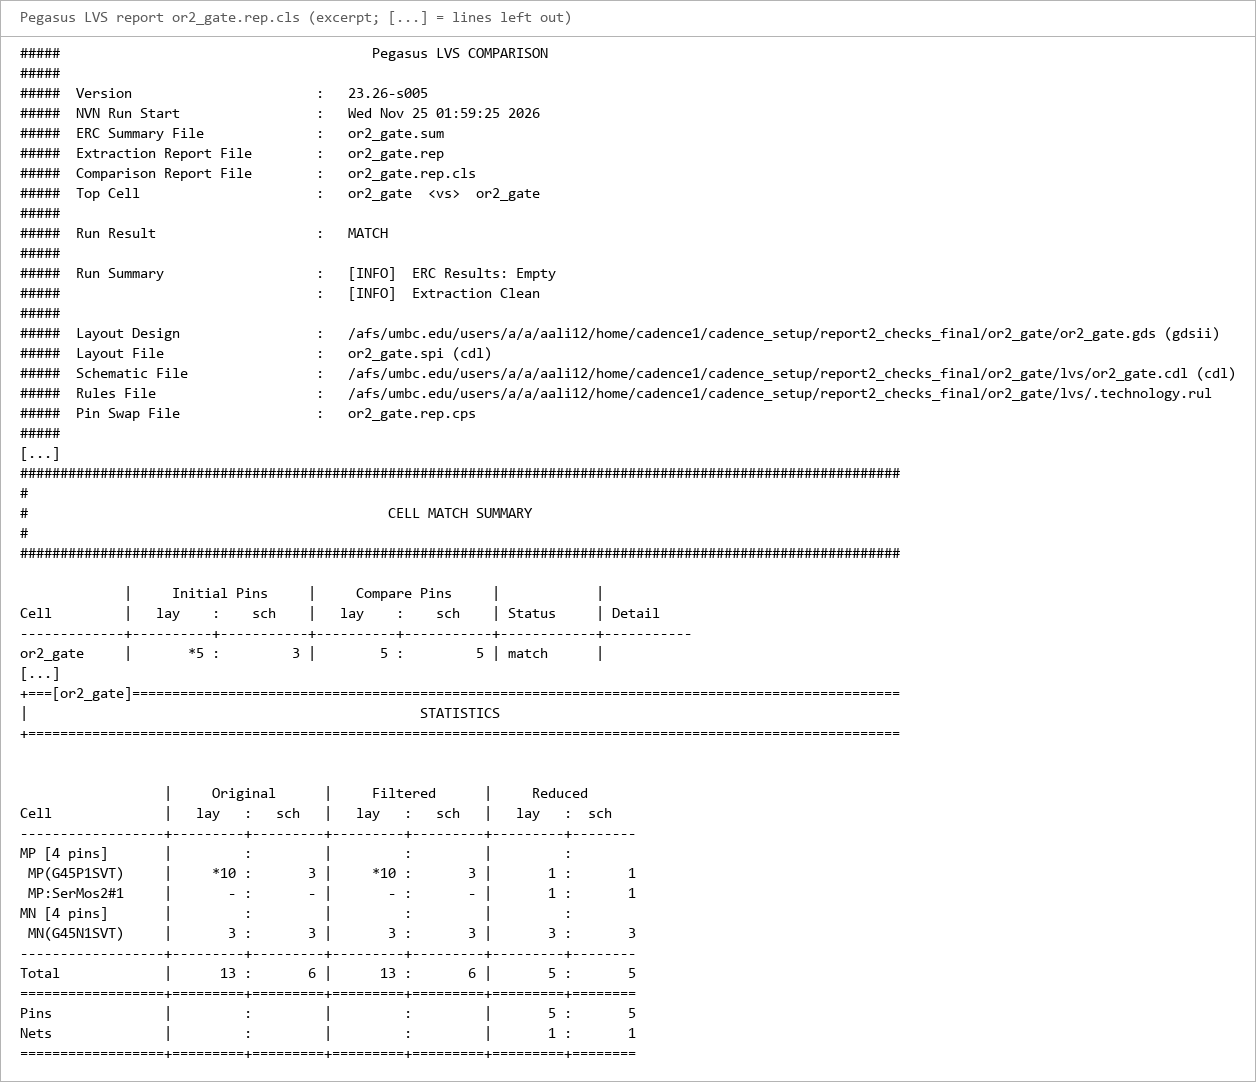 Pegasus LVS report or2_gate.rep.cls (excerpt; [...] = lines left out)
#####                                       Pegasus LVS COMPARISON
#####
#####  Version                       :   23.26-s005
#####  NVN Run Start                 :   Wed Nov 25 01:59:25 2026
#####  ERC Summary File              :   or2_gate.sum
#####  Extraction Report File        :   or2_gate.rep
#####  Comparison Report File        :   or2_gate.rep.cls
#####  Top Cell                      :   or2_gate  <vs>  or2_gate
#####
#####  Run Result                    :   MATCH
#####
#####  Run Summary                   :   [INFO]  ERC Results: Empty
#####                                :   [INFO]  Extraction Clean
#####
#####  Layout Design                 :   /afs/umbc.edu/users/a/a/aali12/home/cadence1/cadence_setup/report2_checks_final/or2_gate/or2_gate.gds (gdsii)
#####  Layout File                   :   or2_gate.spi (cdl)
#####  Schematic File                :   /afs/umbc.edu/users/a/a/aali12/home/cadence1/cadence_setup/report2_checks_final/or2_gate/lvs/or2_gate.cdl (cdl)
#####  Rules File                    :   /afs/umbc.edu/users/a/a/aali12/home/cadence1/cadence_setup/report2_checks_final/or2_gate/lvs/.technology.rul
#####  Pin Swap File                 :   or2_gate.rep.cps
#####
[...]
##############################################################################################################
#
#                                             CELL MATCH SUMMARY
#
##############################################################################################################
             |     Initial Pins     |     Compare Pins     |            |
Cell         |   lay    :    sch    |   lay    :    sch    | Status     | Detail
-------------+----------+-----------+----------+-----------+------------+-----------
or2_gate     |       *5 :         3 |        5 :         5 | match      |
[...]
+===[or2_gate]================================================================================================
|                                                 STATISTICS
+=============================================================================================================
                  |     Original      |     Filtered      |     Reduced
Cell              |   lay   :   sch   |   lay   :   sch   |   lay   :  sch
------------------+---------+---------+---------+---------+---------+--------
MP [4 pins]       |         :         |         :         |         :
 MP(G45P1SVT)     |     *10 :       3 |     *10 :       3 |       1 :       1
 MP:SerMos2#1     |       - :       - |       - :       - |       1 :       1
MN [4 pins]       |         :         |         :         |         :
 MN(G45N1SVT)     |       3 :       3 |       3 :       3 |       3 :       3
------------------+---------+---------+---------+---------+---------+--------
Total             |      13 :       6 |      13 :       6 |       5 :       5
==================+=========+=========+=========+=========+=========+========
Pins              |         :         |         :         |       5 :       5
Nets              |         :         |         :         |       1 :       1
==================+=========+=========+=========+=========+=========+========